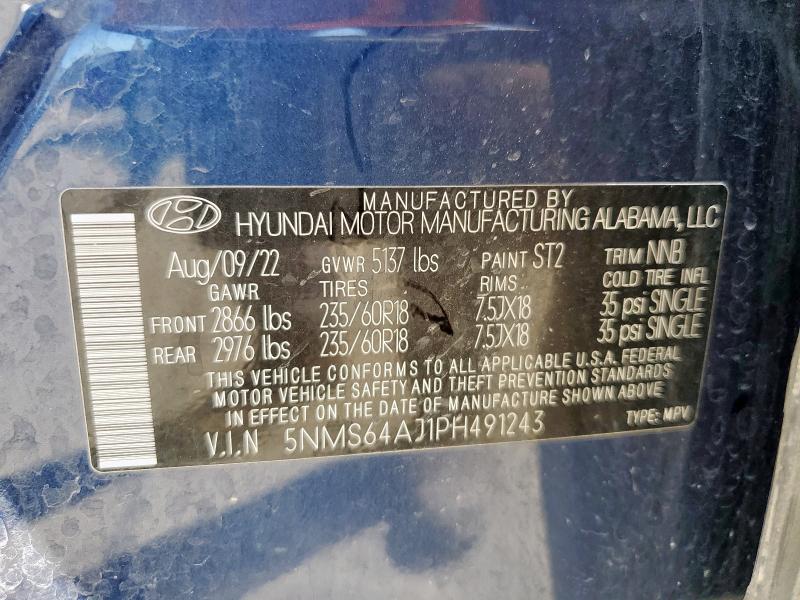 MANUFACTURED BY
HYUNDAI MOTOR MANUFACTURING ALABAMA, LLC
Aug/09/22 GVWR 5137 lbs PAINT ST2 TRIM NNB
GAWR TIRES RIMS COLD TIRE INFL
FRONT 2866 lbs 235/60R18 7.5JX18 35 psi SINGLE
REAR 2976 lbs 235/60R18 7.5JX18 35 psi SINGLE
THIS VEHICLE CONFORMS TO ALL APPLICABLE U.S.A. FEDERAL
MOTOR VEHICLE SAFETY AND THEFT PREVENTION STANDARDS
IN EFFECT ON THE DATE OF MANUFACTURE SHOWN ABOVE
V.I.N 5NMS64AJ1PH491243 TYPE: MPV